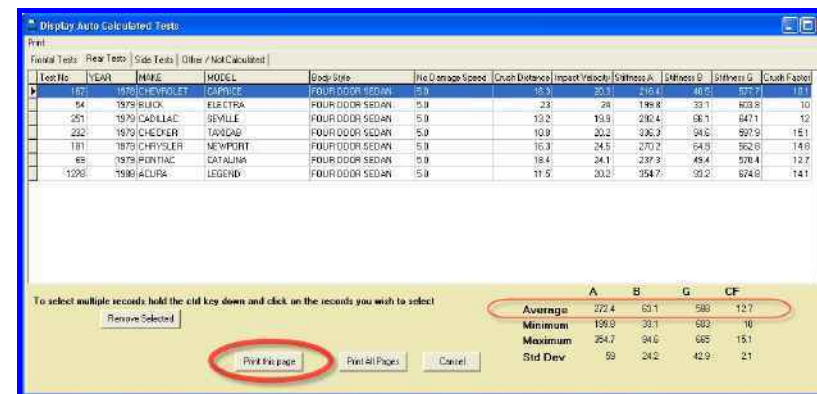 Display Auto Calculated Tests
Print
Frontal Tests Rear Tests Side Tests Other / Not Calculated
Test No YEAR MAKE MODEL Body Style No Damage Speed Crush Distance Impact Velocity Stiffness A Stiffness B Stiffness G Crush Factor
167 1978 CHEVROLET CAPRICE FOUR DOOR SEDAN 5.0 18.3 20.3 216.4 40.5 577.7 10.1
54 1979 BUICK ELECTRA FOUR DOOR SEDAN 5.0 23 24 199.8 33.1 603.8 10
251 1979 CADILLAC SEVILLE FOUR DOOR SEDAN 5.0 13.2 19.9 292.4 66.1 647.1 12
232 1979 CHECKER TAXICAB FOUR DOOR SEDAN 5.0 10.8 20.2 336.3 94.6 597.9 15.1
181 1979 CHRYSLER NEWPORT FOUR DOOR SEDAN 5.0 16.3 24.5 270.2 64.9 562.8 14.8
69 1979 PONTIAC CATALINA FOUR DOOR SEDAN 5.0 18.4 24.1 237.3 49.4 570.4 12.7
1278 1988 ACURA LEGEND FOUR DOOR SEDAN 5.0 11.5 20.2 354.7 93.2 674.8 14.1
To select multiple records hold the ctd key down and click on the records you wish to select
A B G CF
Average 272.4 63.1 588 12.7
Remove Selected
Minimum 199.8 33.1 10
Maximum 354.7 94.6 665 15.1
Print this page Print All Pages Cancel
Std Dev 59 24.2 42.9 2.1